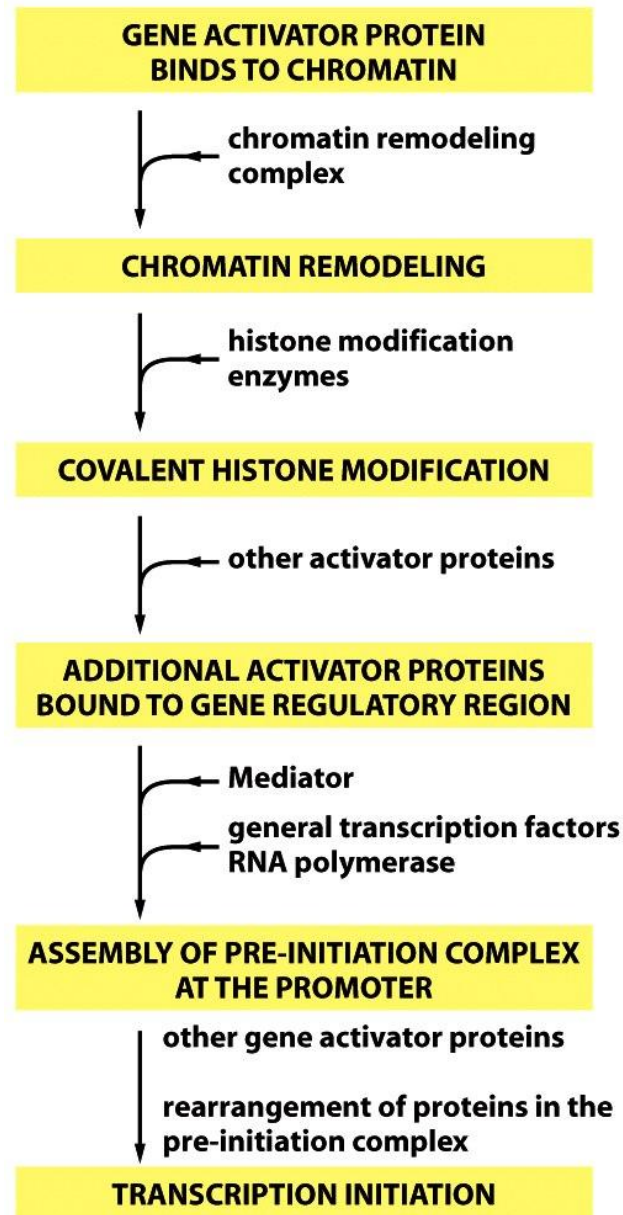 GENE ACTIVATOR PROTEIN
BINDS TO CHROMATIN
chromatin remodeling
complex
CHROMATIN REMODELING
histone modification
enzymes
COVALENT HISTONE MODIFICATION
other activator proteins
ADDITIONAL ACTIVATOR PROTEINS
BOUND TO GENE REGULATORY REGION
Mediator
general transcription factors
RNA polymerase
ASSEMBLY OF PRE-INITIATION COMPLEX
AT THE PROMOTER
other gene activator proteins
rearrangement of proteins in the
pre-initiation complex
TRANSCRIPTION INITIATION